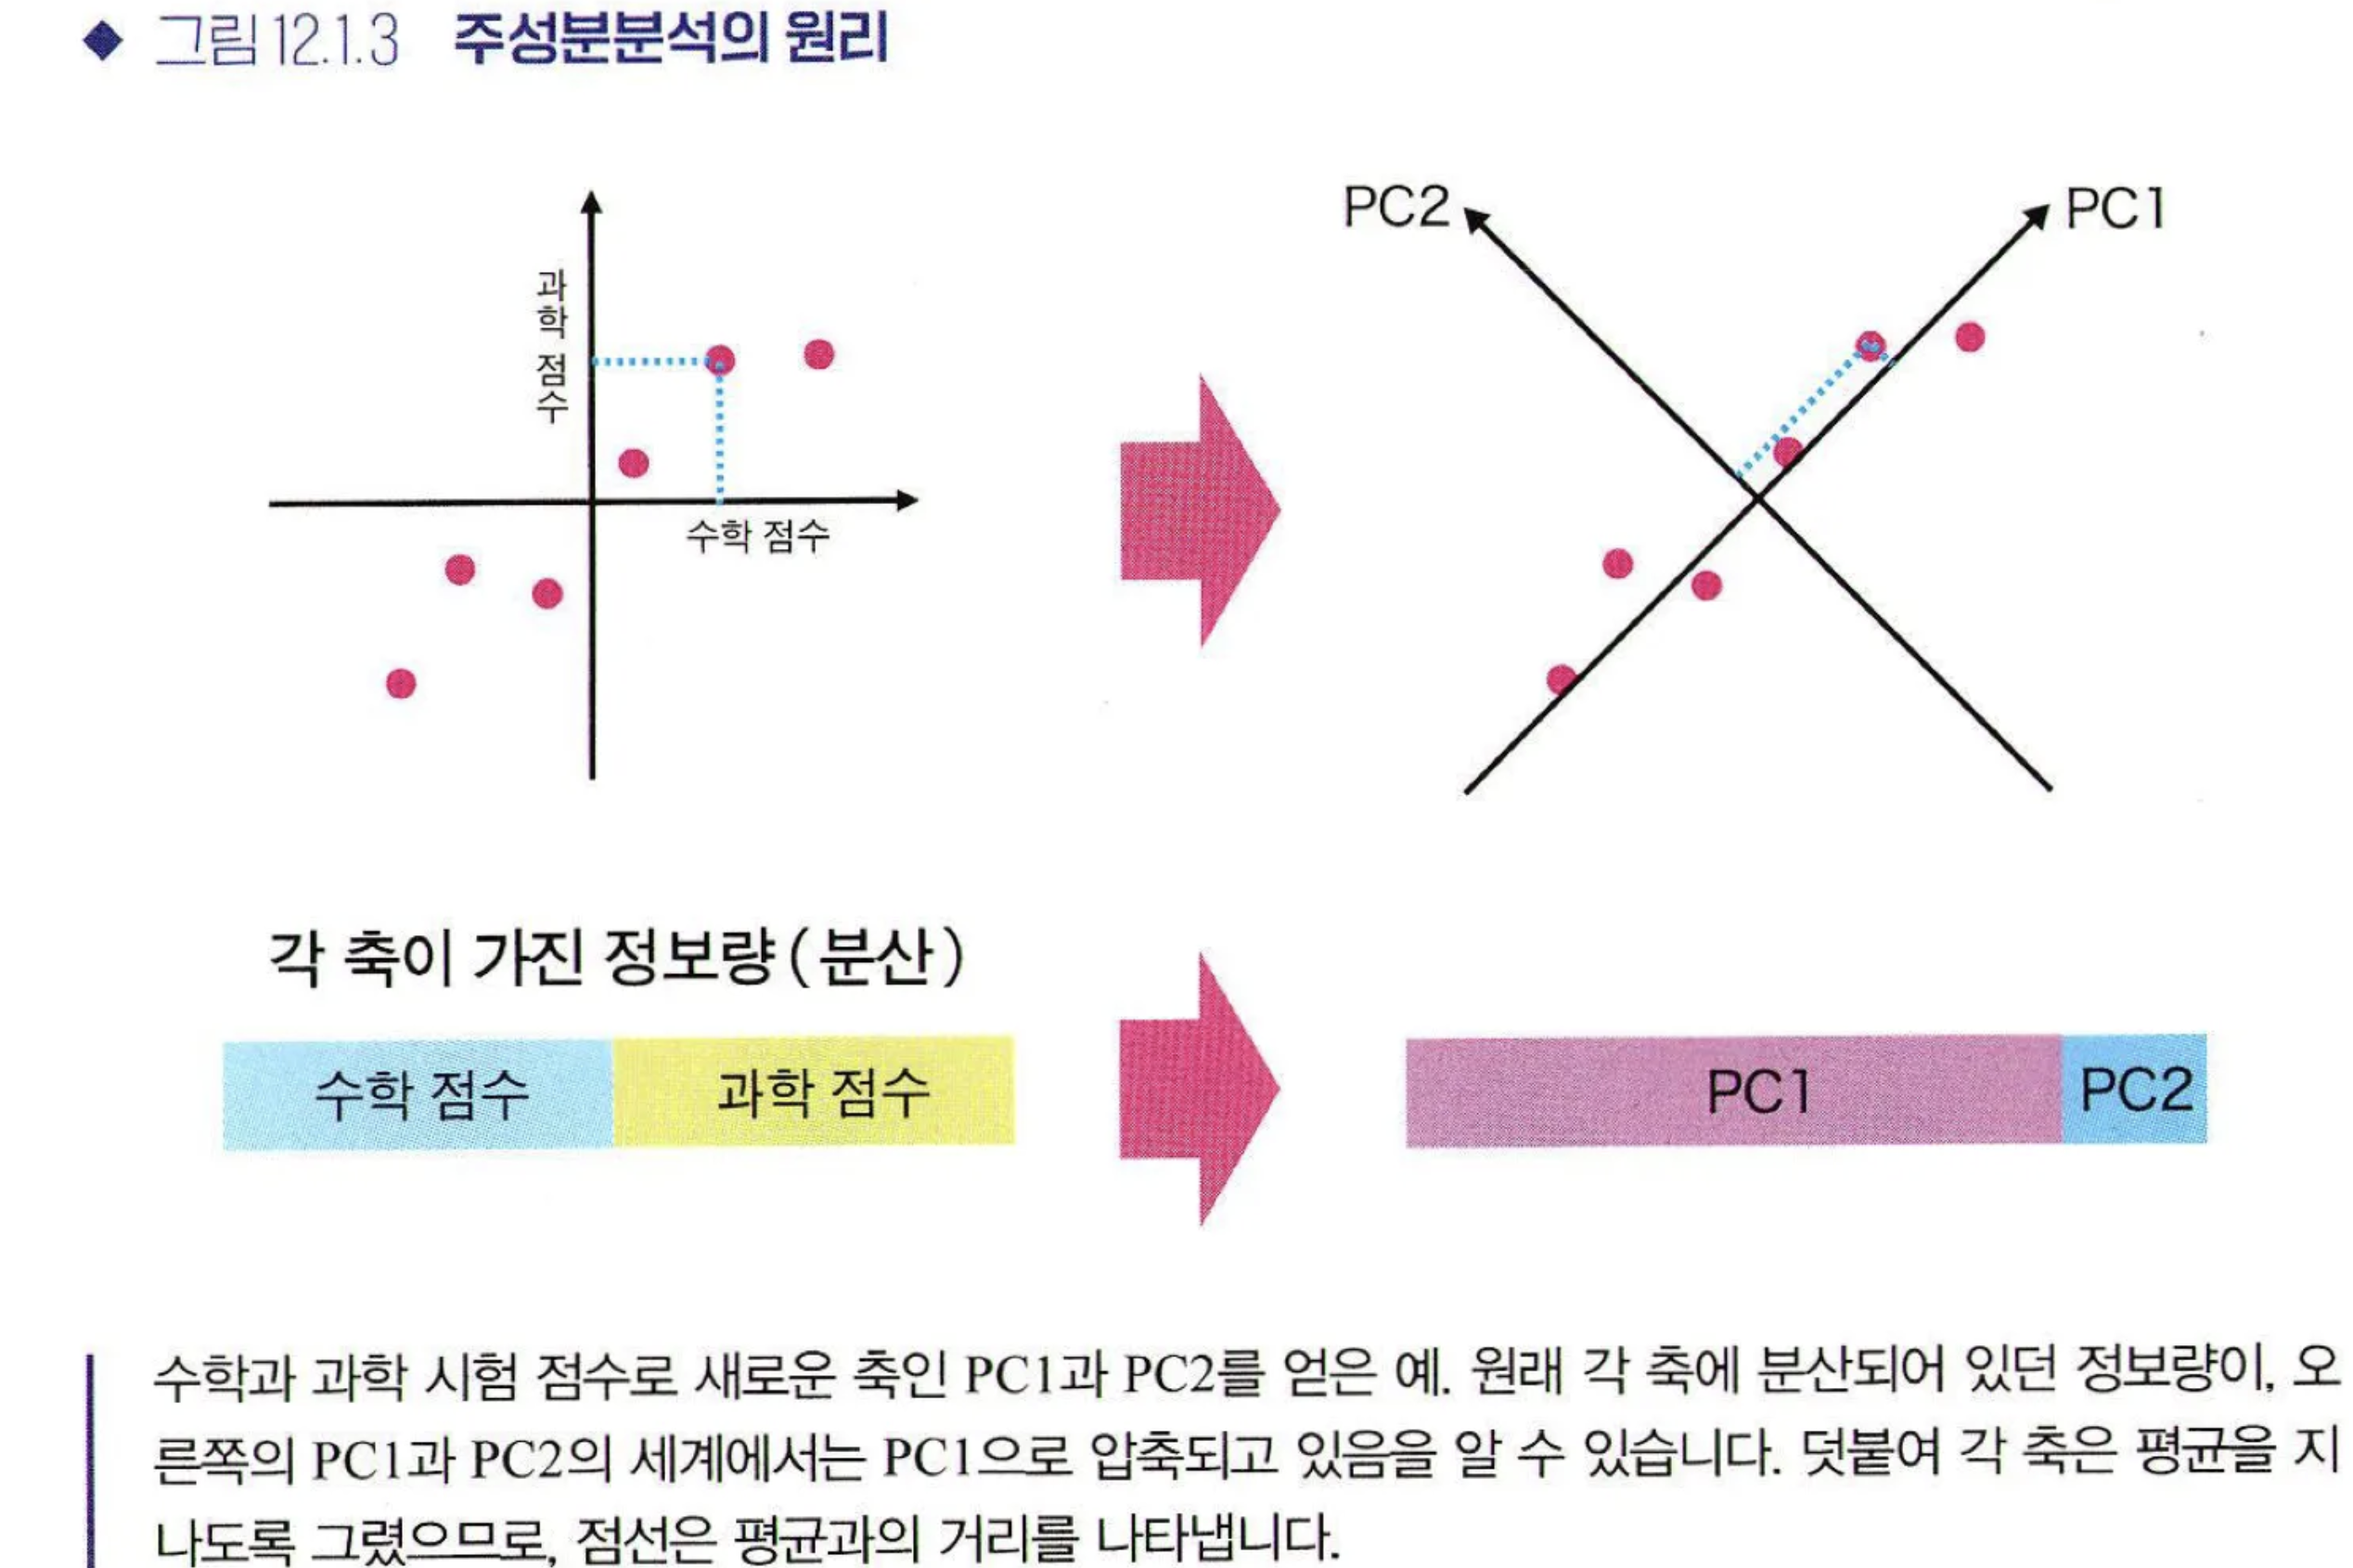 ◆ 그림 12.1.3 주성분분석의 원리
과학 점수
수학 점수
PC2
PC1
각 축이 가진 정보량 (분산)
수학 점수
과학 점수
PC1
PC2
수학과 과학 시험 점수로 새로운 축인 PC1과 PC2를 얻은 예. 원래 각 축에 분산되어 있던 정보량이, 오
른쪽의 PC1과 PC2의 세계에서는 PC1으로 압축되고 있음을 알 수 있습니다. 덧붙여 각 축은 평균을 지
나도록 그렸으므로, 점선은 평균과의 거리를 나타냅니다.